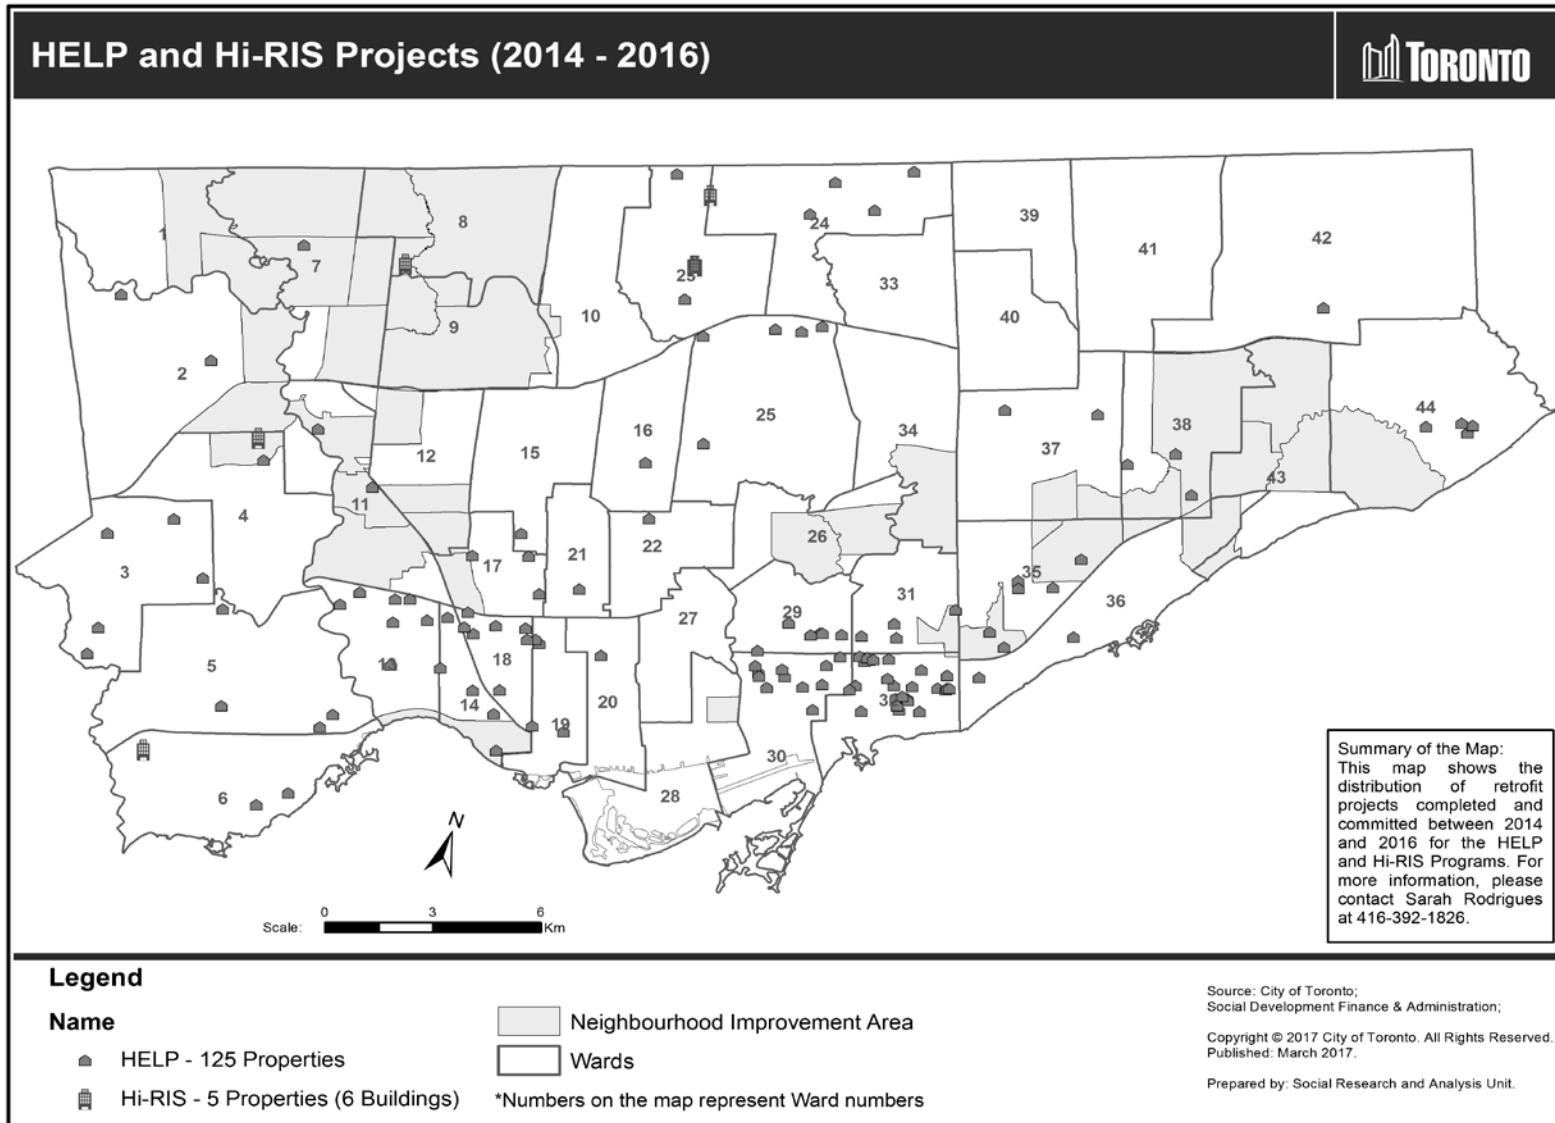 HELP and Hi-RIS Projects (2014 - 2016)
TORONTO
1
2
3
4
5
6
7
8
9
10
11
12
14
15
16
17
18
19
20
21
22
24
25
26
27
28
29
30
31
33
34
35
36
37
38
39
40
41
42
43
44
N
Scale:
0 3 6
Km
Summary of the Map:
This map shows the
distribution of retrofit
projects completed and
committed between 2014
and 2016 for the HELP
and Hi-RIS Programs. For
more information, please
contact Sarah Rodrigues
at 416-392-1826.
Legend
Name
HELP - 125 Properties
Hi-RIS - 5 Properties (6 Buildings)
Neighbourhood Improvement Area
Wards
*Numbers on the map represent Ward numbers
Source: City of Toronto;
Social Development Finance & Administration;
Copyright © 2017 City of Toronto. All Rights Reserved.
Published: March 2017.
Prepared by: Social Research and Analysis Unit.